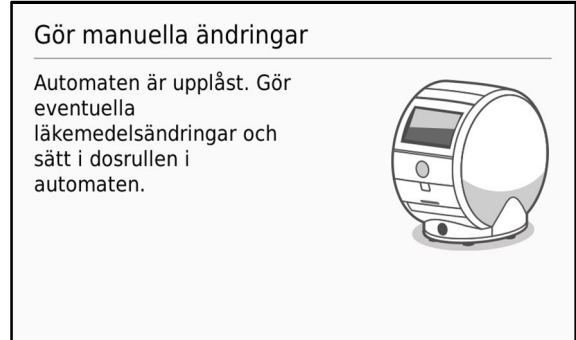 Gör manuella ändringar
Automaten är upplåst. Gör
eventuella
läkemedelsändringar och
sätt i dosrullen i
automaten.